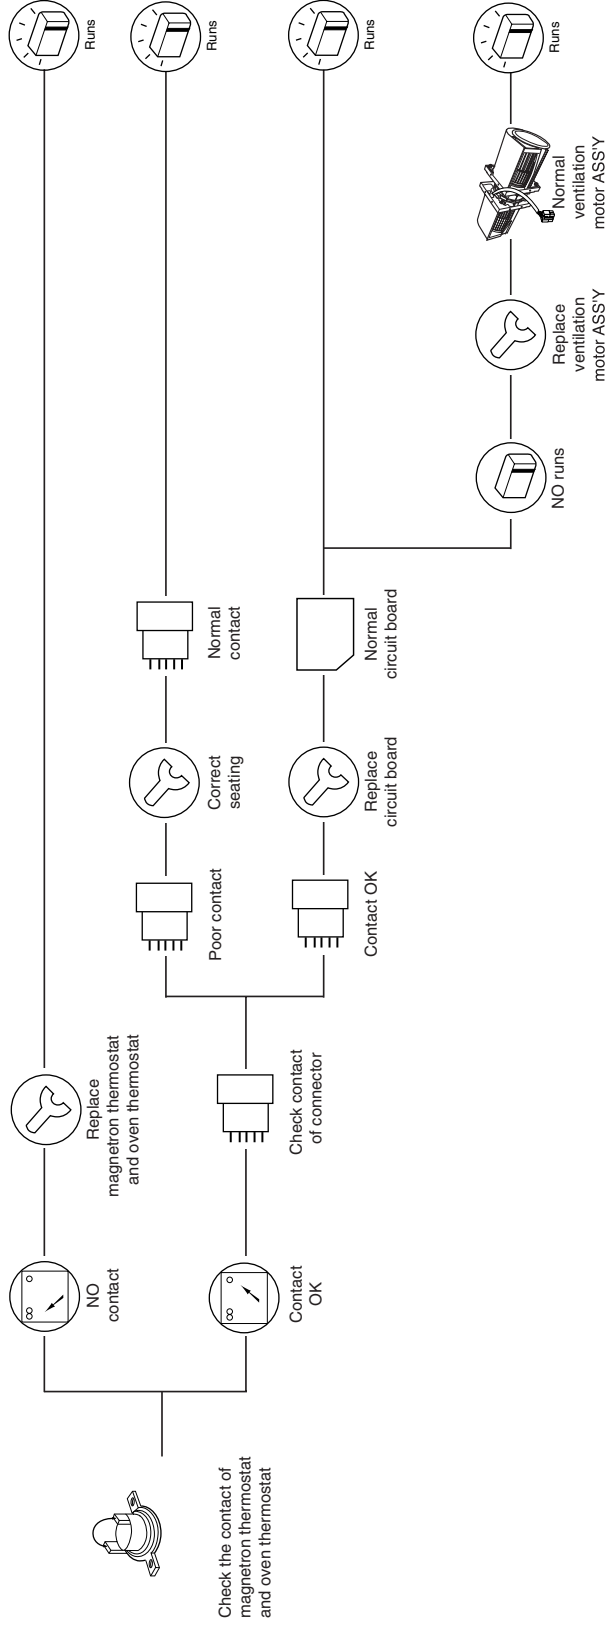 Check the contact of
magnetron thermostat
and oven thermostat
NO
contact
Replace
magnetron thermostat
and oven thermostat
Runs
Contact
OK
Check contact
of connector
Poor contact
Correct
seating
Normal
contact
Runs
Contact OK
Replace
circuit board
Normal
circuit board
Runs
NO runs
Replace
ventilation
motor ASS'Y
Normal
ventilation
motor ASS'Y
Runs